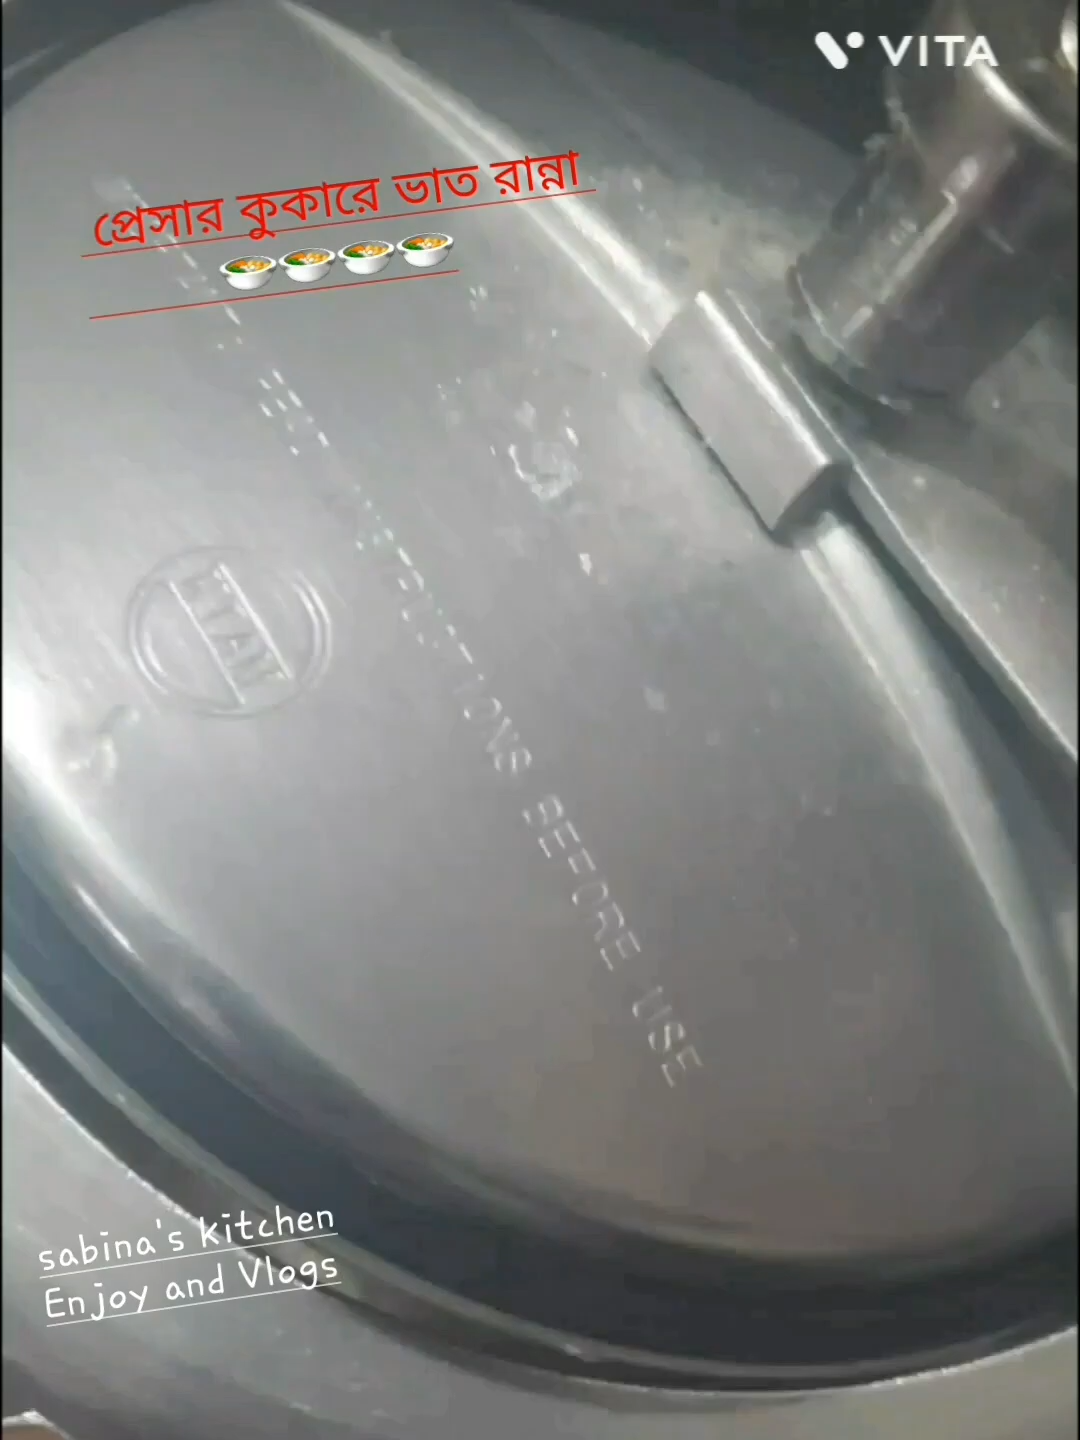 VITA
প্রেসার কুকারে ভাত রান্না
BEFORE USE
sabina's kitchen
Enjoy and Vlogs